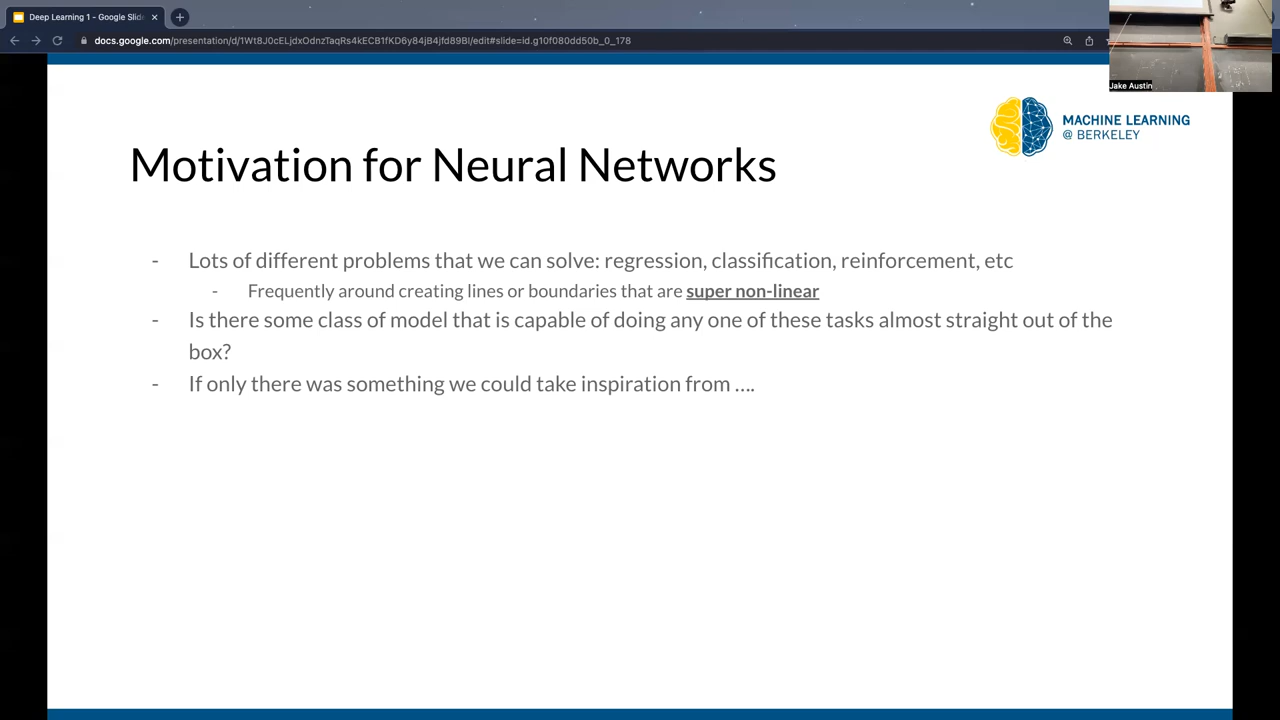 Deep Learning 1 - Google Slid
docs.google.com/presentation/d/1Wt8J0cELjdxOdnzTaqRs4kECB1fKD6y84jB4jfd89BI/edit#slide=id.g10f080dd50b_0_178
Jake Austin
MACHINE LEARNING
@ BERKELEY
Motivation for Neural Networks
- Lots of different problems that we can solve: regression, classification, reinforcement, etc
- Frequently around creating lines or boundaries that are super non-linear
- Is there some class of model that is capable of doing any one of these tasks almost straight out of the
box?
- If only there was something we could take inspiration from ....